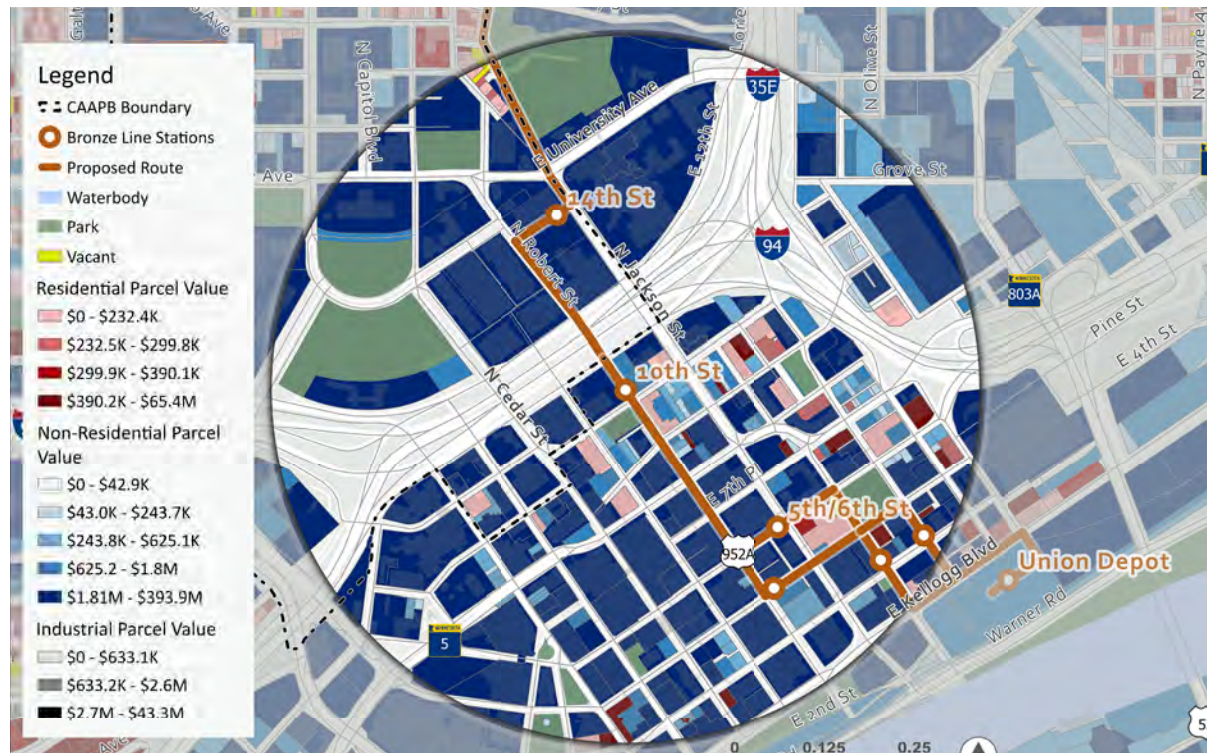 Legend
CAAPB Boundary
Bronze Line Stations
Proposed Route
Waterbody
Park
Vacant
Residential Parcel Value
$0 - $232.4K
$232.5K - $299.8K
$299.9K - $390.1K
$390.2K - $65.4M
Non-Residential Parcel
Value
$0 - $42.9K
$43.0K - $243.7K
$243.8K - $625.1K
$625.2 - $1.8M
$1.81M - $393.9M
Industrial Parcel Value
$0 - $633.1K
$633.2K - $2.6M
$2.7M - $43.3M
N Capitol Blvd
Ave
University Ave
35E
E 12th St
N Olive St
N Payne A
Grove St
14th St
N Robert St
N Jackson St
94
803A
Pine St
E 4th St
10th St
N Cedar St
E 7th Pl
5th/6th St
952A
Union Depot
E Kellogg Blvd
Warner Rd
5
E 2nd St
Ave
0 0.125 0.25
5